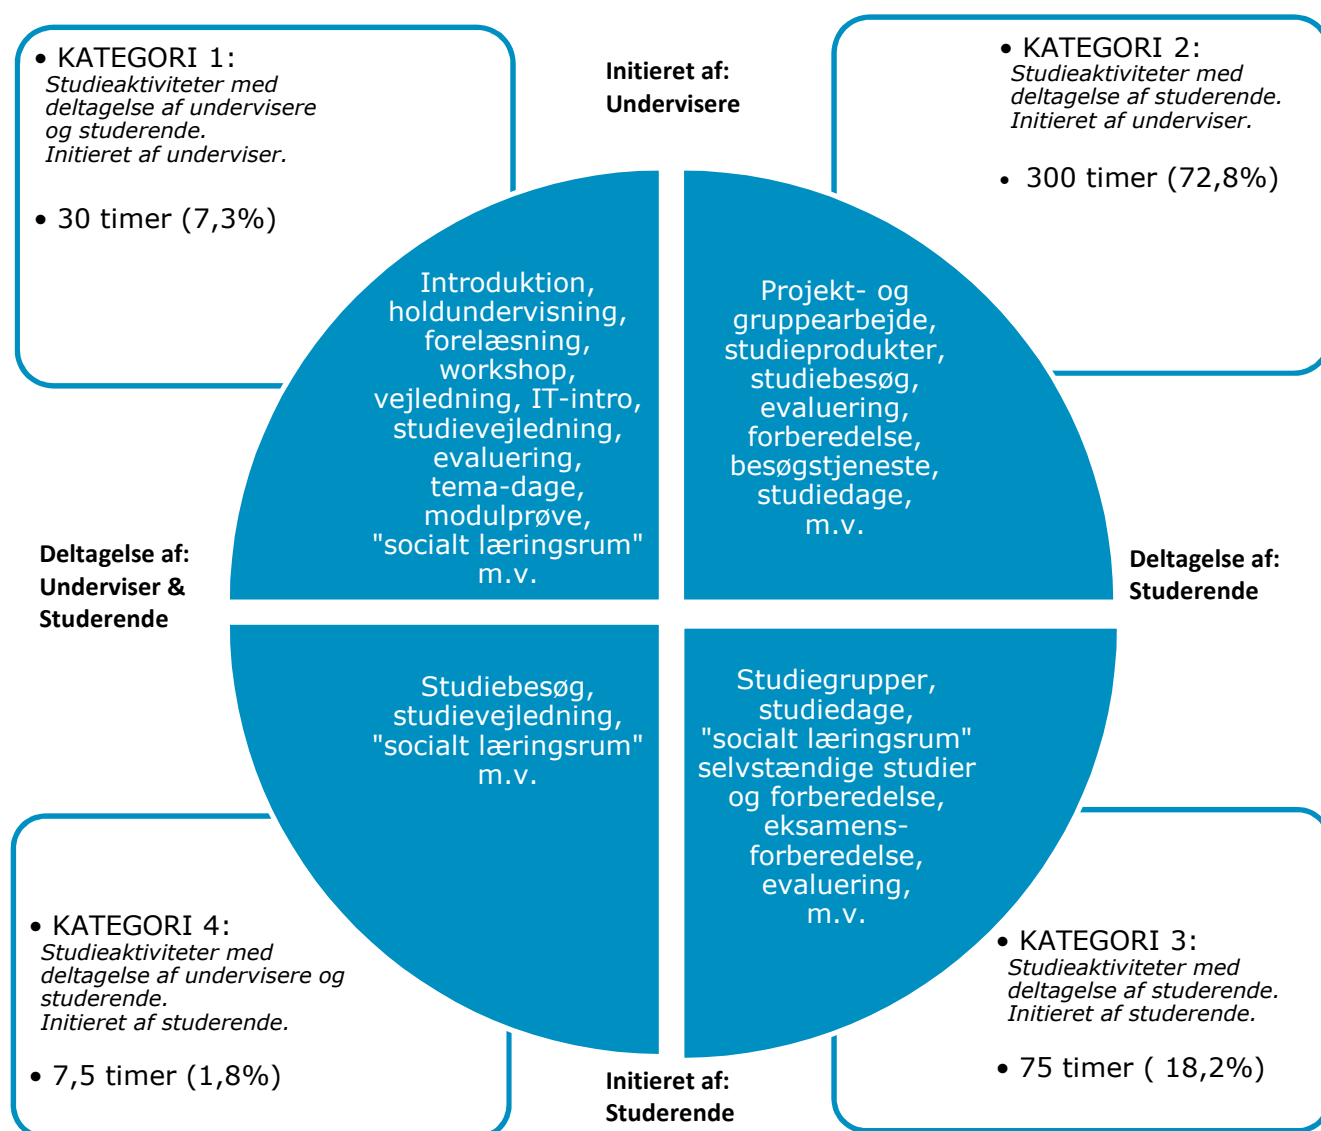 • KATEGORI 1:
Studieaktiviteter med
deltagelse af undervisere
og studerende.
Initieret af underviser.
• 30 timer (7,3%)
Initieret af:
Undervisere
• KATEGORI 2:
Studieaktiviteter med
deltagelse af studerende.
Initieret af underviser.
• 300 timer (72,8%)
Introduktion,
holdundervisning,
forelæsning,
workshop,
vejledning, IT-intro,
studievejledning,
evaluering,
tema-dage,
modulprøve,
"socialt læringsrum"
m.v.
Projekt- og
gruppearbejde,
studieprodukter,
studiebesøg,
evaluering,
forberedelse,
besøgstjeneste,
studiedage,
m.v.
Deltagelse af:
Underviser &
Studerende
Deltagelse af:
Studerende
Studiebesøg,
studievejledning,
"socialt læringsrum"
m.v.
Studiegrupper,
studiedage,
"socialt læringsrum"
selvstændige studier
og forberedelse,
eksamens-
forberedelse,
evaluering,
m.v.
• KATEGORI 4:
Studieaktiviteter med
deltagelse af undervisere og
studerende.
Initieret af studerende.
• 7,5 timer (1,8%)
Initieret af:
Studerende
• KATEGORI 3:
Studieaktiviteter med
deltagelse af studerende.
Initieret af studerende.
• 75 timer ( 18,2%)